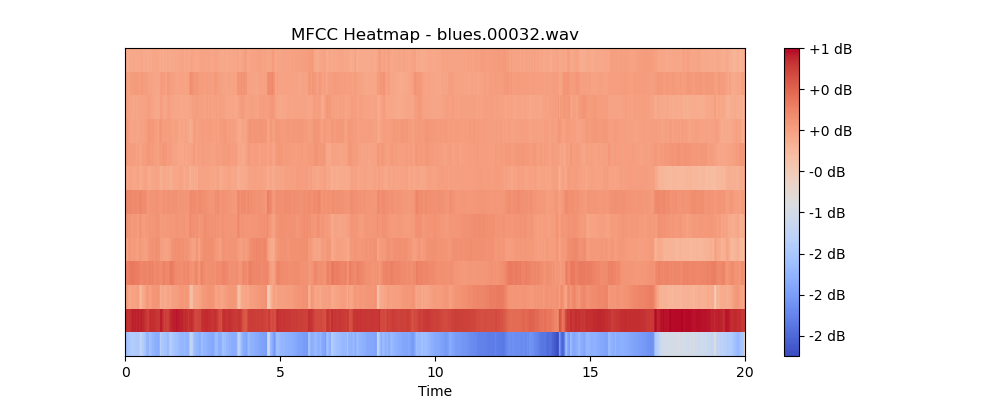 MFCC Heatmap - blues.00032.wav
+1 dB
+0 dB
+0 dB
-0 dB
-1 dB
-2 dB
-2 dB
-2 dB
0 5 10 15 20
Time